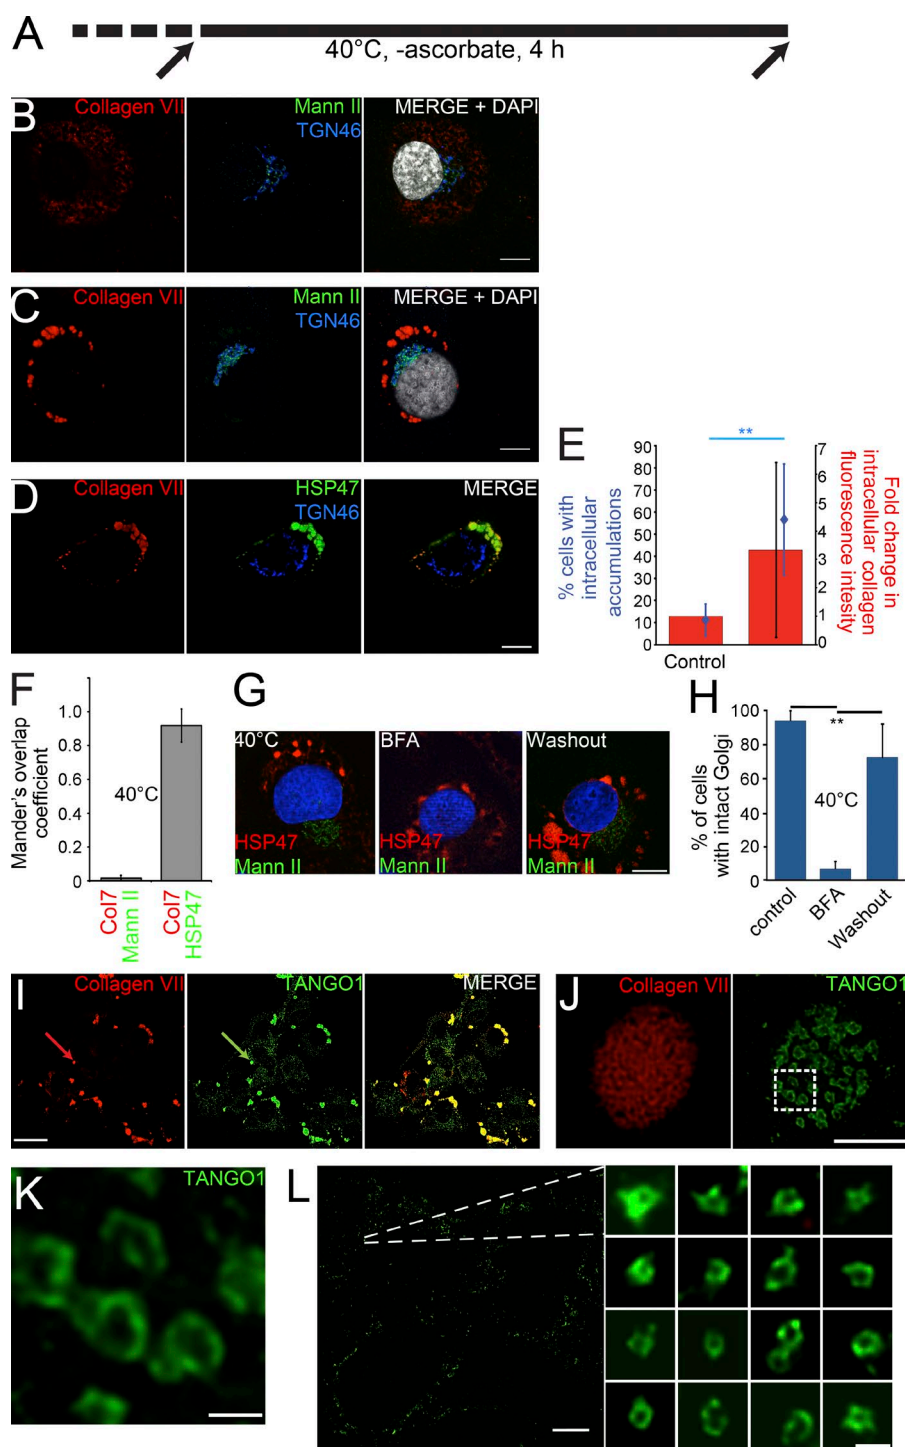 A
40°C, -ascorbate, 4 h
B
Collagen VII
Mann II
TGN46
MERGE + DAPI
C
Collagen VII
Mann II
TGN46
MERGE + DAPI
D
Collagen VII
HSP47
TGN46
MERGE
E
% cells with
intracellular
accumulations
90
80
70
60
50
40
30
20
10
0
**
7
6
5
4
3
2
1
0
Fold change in
intracellular collagen
fluorescence intesity
Control
F
Mander's overlap
coefficient
1.0
0.8
0.6
0.4
0.2
0
40°C
Col7
Mann II
Col7
HSP47
G
40°C
HSP47
Mann II
BFA
HSP47
Mann II
Washout
HSP47
Mann II
H
% of cells
with intact Golgi
100
80
60
40
20
0
**
40°C
control
BFA
Washout
I
Collagen VII
TANGO1
MERGE
J
Collagen VII
TANGO1
K
TANGO1
L